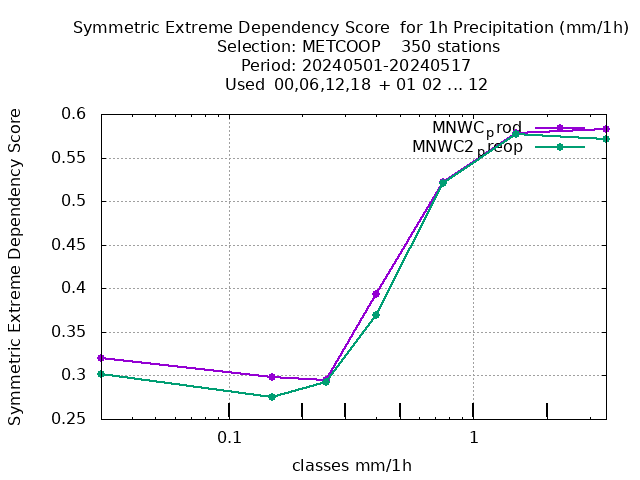 Symmetric Extreme Dependency Score  for 1h Precipitation (mm/1h)
Selection: METCOOP    350 stations
Period: 20240501-20240517
Used  00,06,12,18  + 01 02 ... 12
Symmetric Extreme Dependency Score
0.6
0.55
0.5
0.45
0.4
0.35
0.3
0.25
MNWCprod
MNWC2preop
0.1 1
classes mm/1h